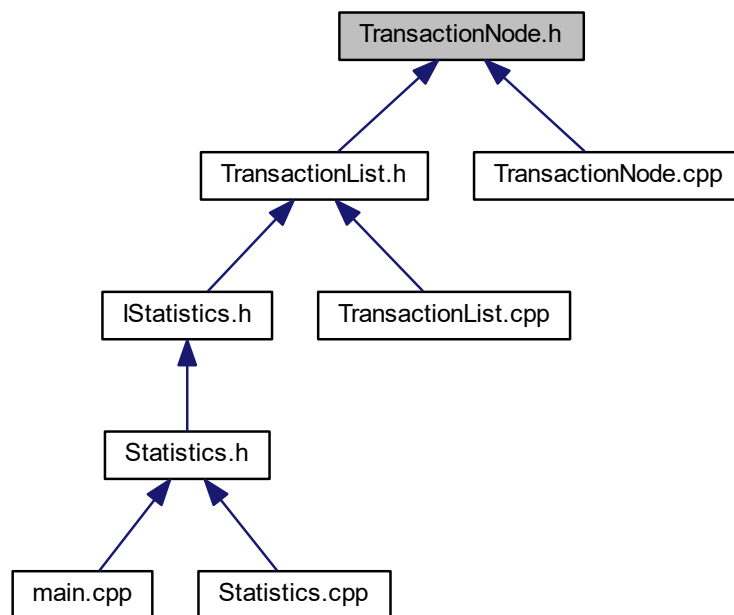 TransactionNode.h
TransactionList.h
TransactionNode.cpp
IStatistics.h
TransactionList.cpp
Statistics.h
main.cpp
Statistics.cpp